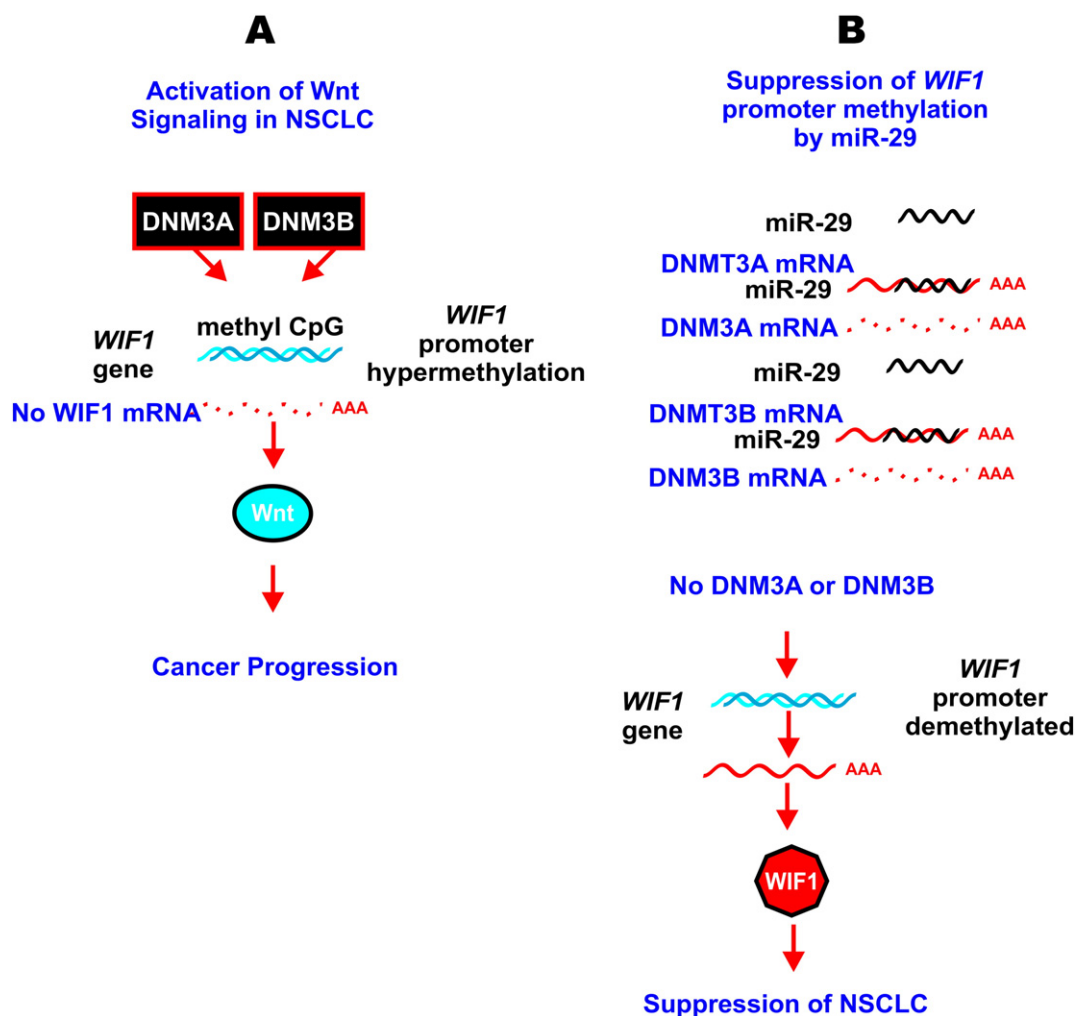 A
Activation of Wnt
Signaling in NSCLC
DNM3A
DNM3B
methyl CpG
WIF1
gene
WIF1
promoter
hypermethylation
No WIF1 mRNA
AAA
Wnt
Cancer Progression
B
Suppression of WIF1
promoter methylation
by miR-29
miR-29
DNMT3A mRNA
miR-29
AAA
DNM3A mRNA
AAA
miR-29
DNMT3B mRNA
miR-29
AAA
DNM3B mRNA
AAA
No DNM3A or DNM3B
WIF1
gene
WIF1
promoter
demethylated
AAA
WIF1
Suppression of NSCLC